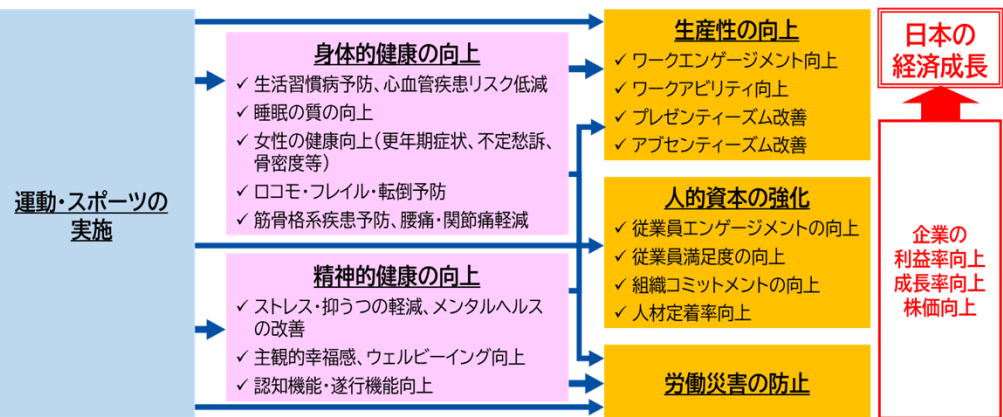 運動・スポーツの
実施
身体的健康の向上
✓ 生活習慣病予防、心血管疾患リスク低減
✓ 睡眠の質の向上
✓ 女性の健康向上(更年期症状、不定愁訴、
骨密度等)
✓ ロコモ・フレイル・転倒予防
✓ 筋骨格系疾患予防、腰痛・関節痛軽減
精神的健康の向上
✓ ストレス・抑うつの軽減、メンタルヘルス
の改善
✓ 主観的幸福感、ウェルビーイング向上
✓ 認知機能・遂行機能向上
生産性の向上
✓ ワークエンゲージメント向上
✓ ワークアビリティ向上
✓ プレゼンティーズム改善
✓ アブセンティーズム改善
人的資本の強化
✓ 従業員エンゲージメントの向上
✓ 従業員満足度の向上
✓ 組織コミットメントの向上
✓ 人材定着率向上
労働災害の防止
日本の
経済成長
企業の
利益率向上
成長率向上
株価向上